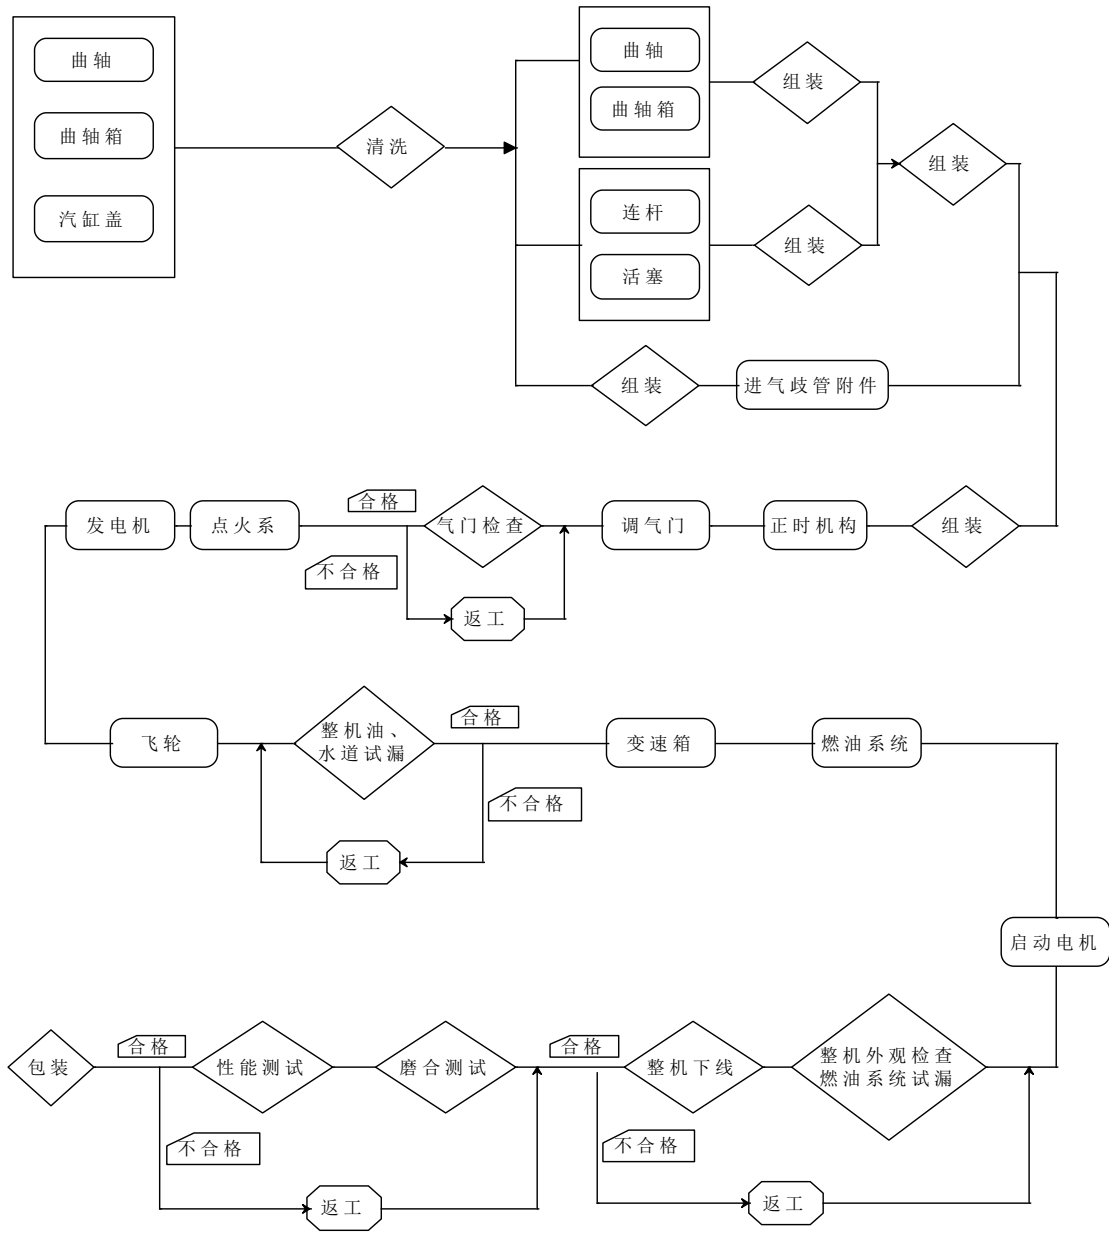 曲轴
曲轴箱
汽缸盖
清洗
曲轴
曲轴箱
组装
连杆
活塞
组装
组装
组装
进气歧管附件
发电机
点火系
合格
不合格
气门检查
返工
调气门
正时机构
组装
飞轮
整机油、
水道试漏
合格
不合格
返工
变速箱
燃油系统
启动电机
包装
合格
不合格
性能测试
返工
磨合测试
合格
不合格
整机下线
返工
整机外观检查
燃油系统试漏